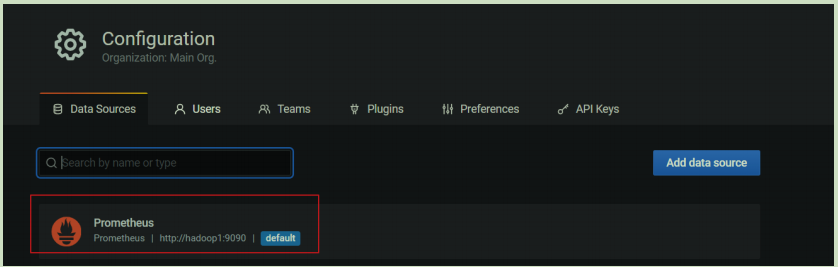 Configuration
Organization: Main Org.
Data Sources Users Teams Plugins Preferences API Keys
Search by name or type Add data source
Prometheus
Prometheus | http://hadoop1:9090 | default